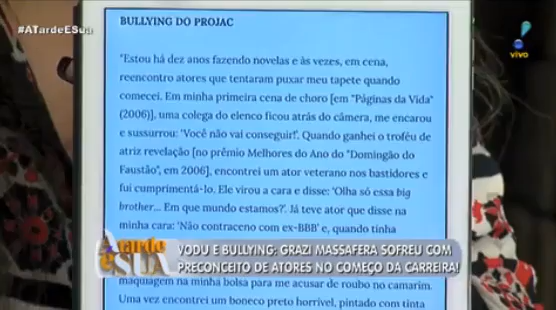 #ATardeÉSua
BULLYING DO PROJAC
"Estou há dez anos fazendo novelas e às vezes, em cena,
reencontro atores que tentaram puxar meu tapete quando
comecei. Em minha primeira cena de choro [em "Páginas da Vida"
(2006)], uma colega do elenco ficou atrás do câmera, me encarou
e sussurrou: 'Você não vai conseguir!'. Quando ganhei o troféu de
atriz revelação [no prêmio Melhores do Ano do "Domingão do
Faustão", em 2006], encontrei um ator veterano nos bastidores e
fui cumprimentá-lo. Ele virou a cara e disse: 'Olha só essa big
brother... Em que mundo estamos?'. Já teve ator que disse na
minha cara: 'Não contraceno com ex-BBB' e, quando tinha
maquiagem na minha bolsa para me acusar de roubo no camarim.
Uma vez encontrei um boneco preto horrível, pintado com tinta
A tarde
é SUA
VODU E BULLYING: GRAZI MASSAFERA SOFREU COM
PRECONCEITO DE ATORES NO COMEÇO DA CARREIRA!
vivo